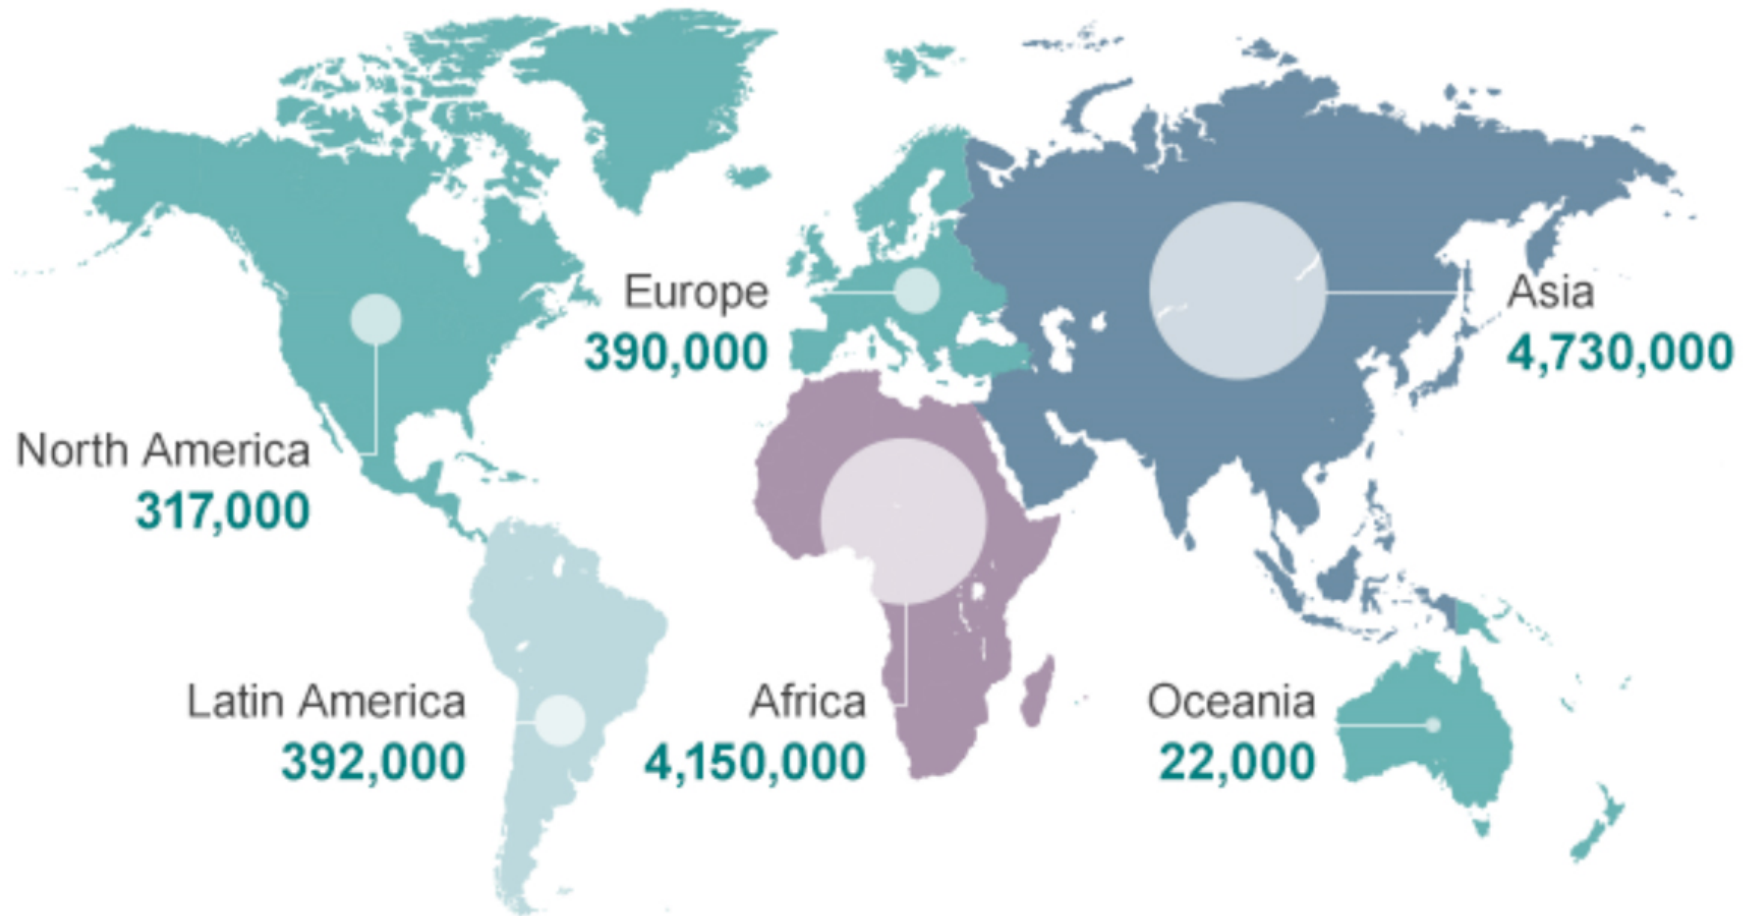 Europe
390,000
Asia
4,730,000
North America
317,000
Latin America
392,000
Africa
4,150,000
Oceania
22,000